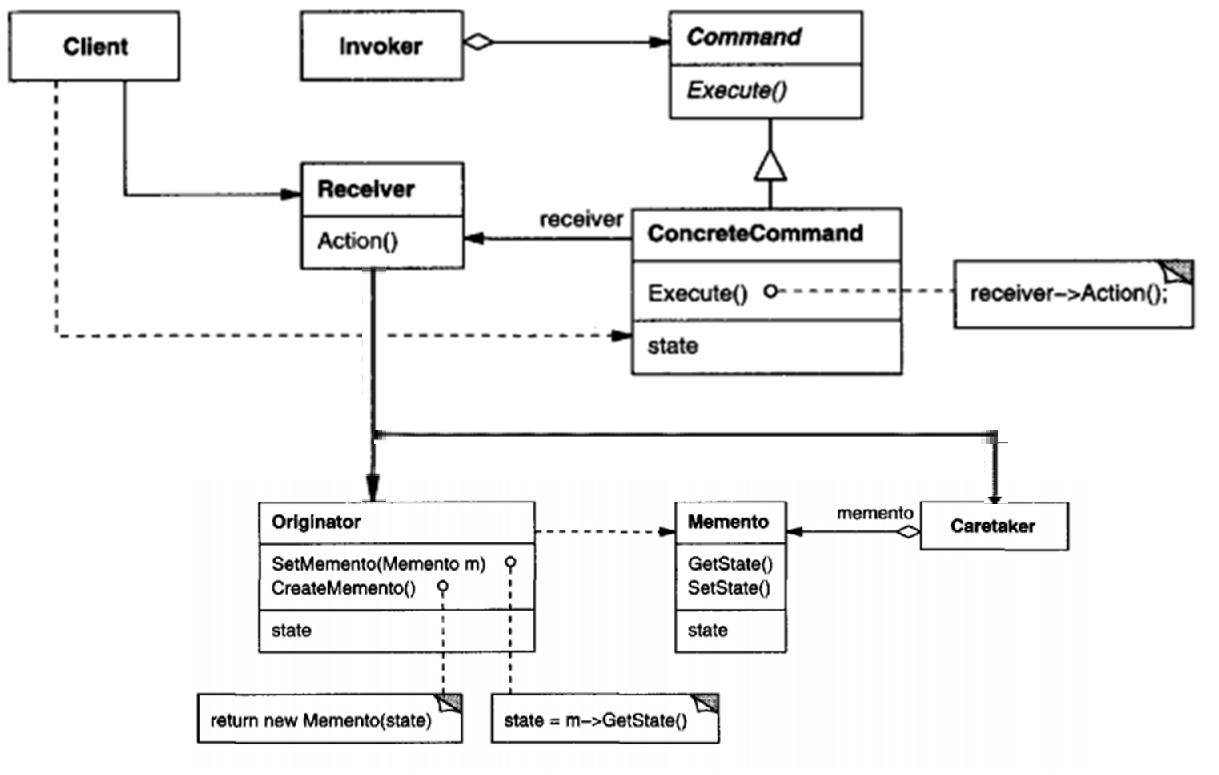 Client
Invoker
Command
Execute()
Receiver
Action()
receiver
ConcreteCommand
Execute()
state
receiver->Action();
Originator
SetMemento(Memento m)
CreateMemento()
state
Memento
GetState()
SetState()
state
memento
Caretaker
return new Memento(state)
state = m->GetState()